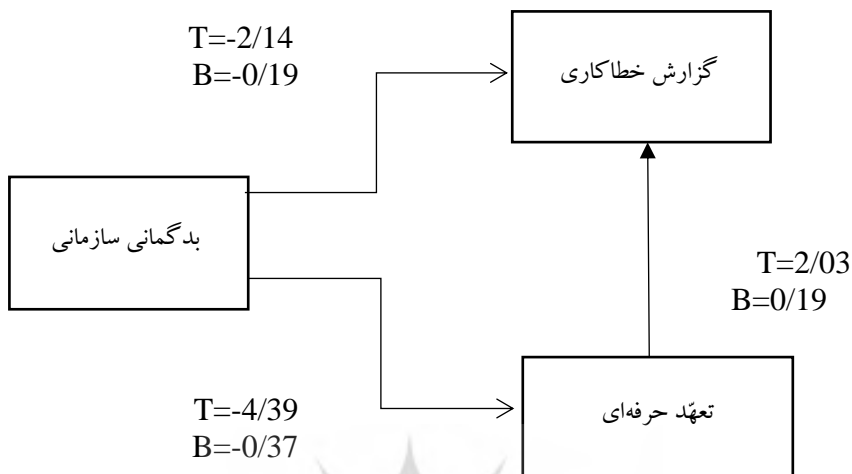 T=-2/14
B=-0/19
گزارش خطاکاری
بدگمانی سازمانی
T=2/03
B=0/19
T=-4/39
B=-0/37
تعهّد حرفه‌ای